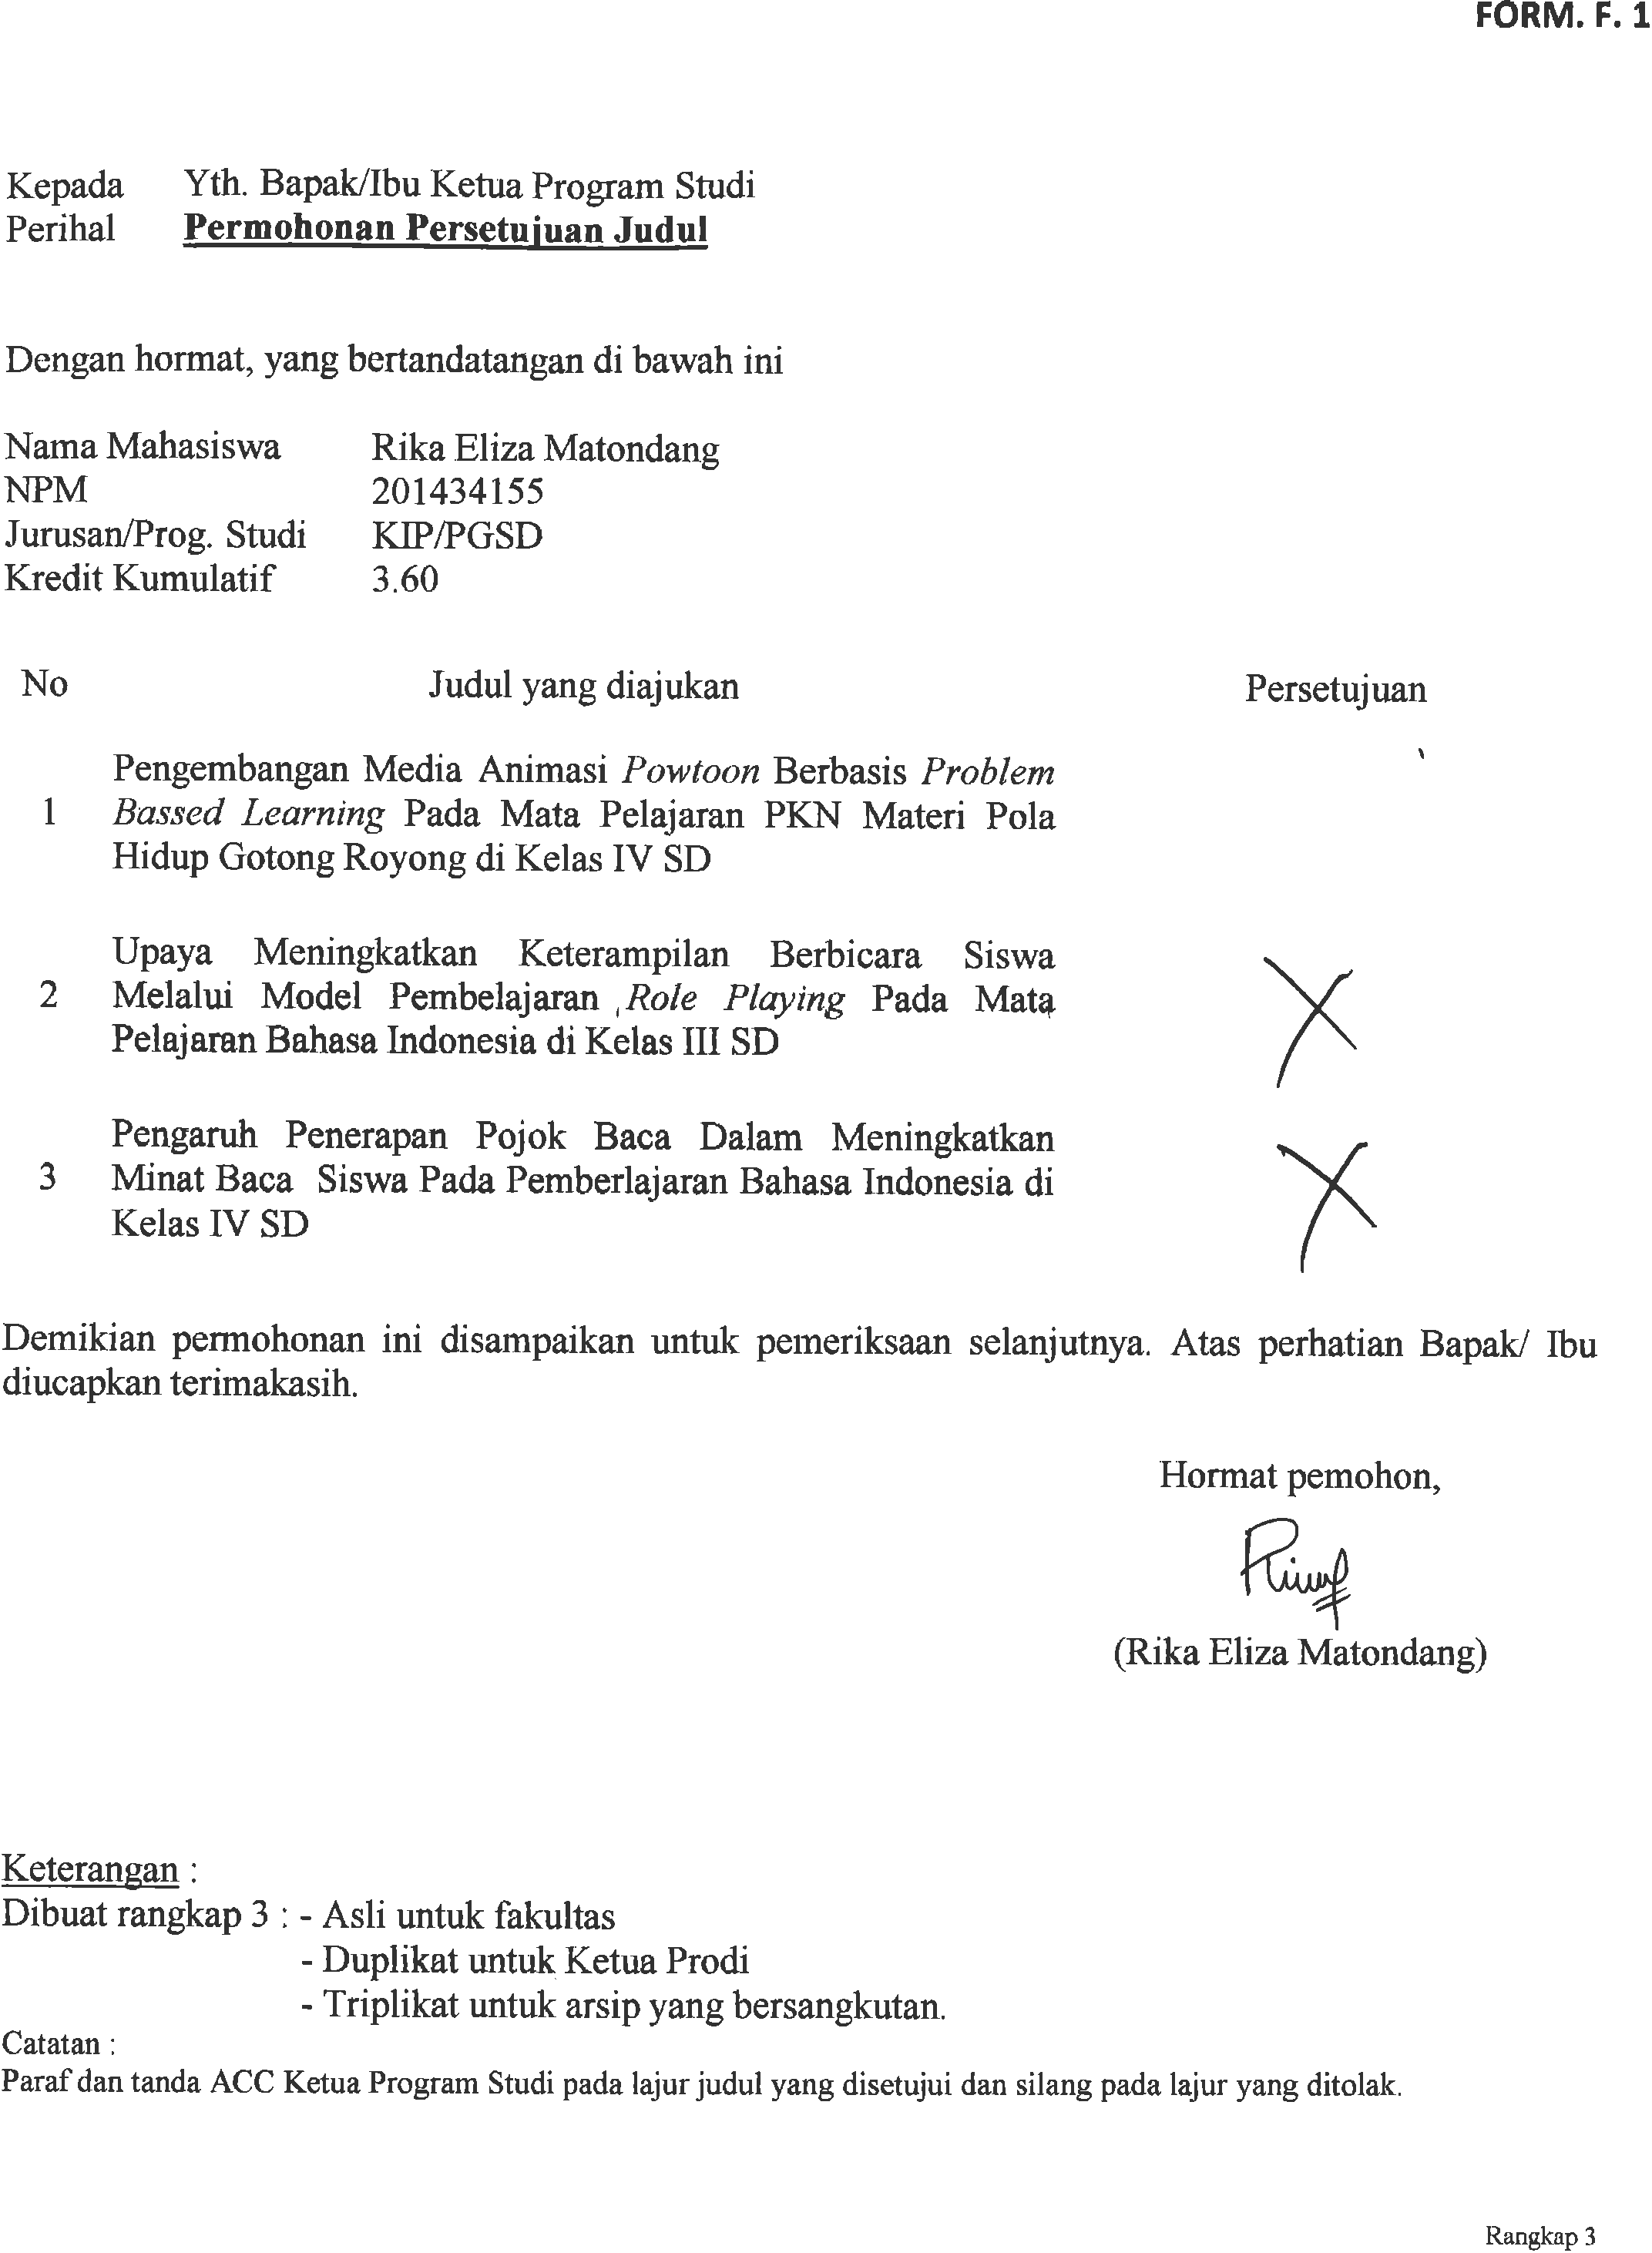 FORM. F. 1
Kepada Yth. Bapak/Ibu Ketua Program Studi
Perihal Permohonan Persetujuan Judul
Dengan hormat, yang bertandatangan di bawah ini
Nama Mahasiswa Rika Eliza Matondang
NPM 201434155
Jurusan/Prog. Studi KIP/PGSD
Kredit Kumulatif 3.60
No Judul yang diajukan Persetujuan
Pengembangan Media Animasi Powtoon Berbasis Problem
1 Bassed Learning Pada Mata Pelajaran PKN Materi Pola
Hidup Gotong Royong di Kelas IV SD
Upaya Meningkatkan Keterampilan Berbicara Siswa
2 Melalui Model Pembelajaran Role Playing Pada Mata
Pelajaran Bahasa Indonesia di Kelas III SD
Pengaruh Penerapan Pojok Baca Dalam Meningkatkan
3 Minat Baca Siswa Pada Pemberlajaran Bahasa Indonesia di
Kelas IV SD
Demikian permohonan ini disampaikan untuk pemeriksaan selanjutnya. Atas perhatian Bapak/ Ibu
diucapkan terimakasih.
Hormat pemohon,
(Rika Eliza Matondang)
Keterangan :
Dibuat rangkap 3 : - Asli untuk fakultas
- Duplikat untuk Ketua Prodi
- Triplikat untuk arsip yang bersangkutan.
Catatan :
Paraf dan tanda ACC Ketua Program Studi pada lajur judul yang disetujui dan silang pada lajur yang ditolak.
Rangkap 3